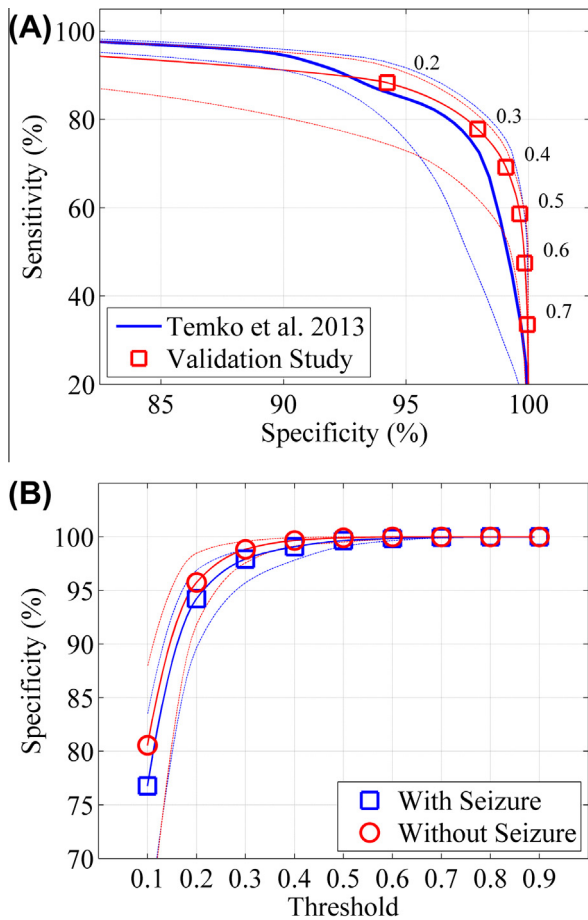 (A)
100
80
60
40
20
Sensitivity (%)
0.2
0.3
0.4
0.5
0.6
0.7
Temko et al. 2013
Validation Study
85
90
95
100
Specificity (%)
(B)
100
95
90
85
80
75
70
Specificity (%)
With Seizure
Without Seizure
0.1 0.2 0.3 0.4 0.5 0.6 0.7 0.8 0.9
Threshold